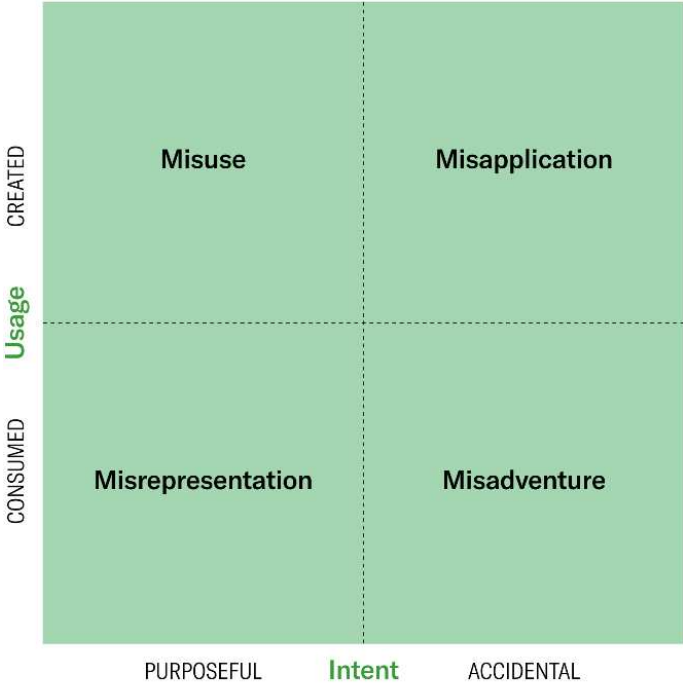 CREATED
Misuse
Misapplication
Usage
CONSUMED
Misrepresentation
Misadventure
PURPOSEFUL
Intent
ACCIDENTAL